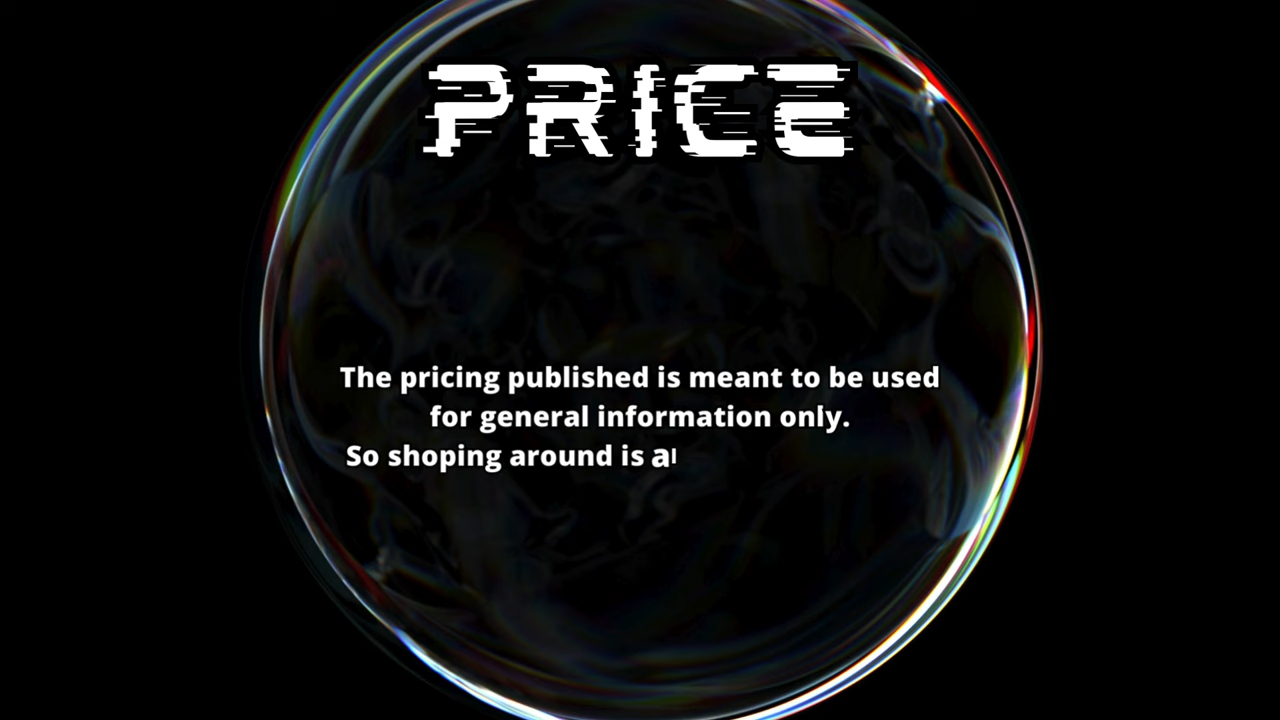 PRICE
The pricing published is meant to be used
for general information only.
So shoping around is